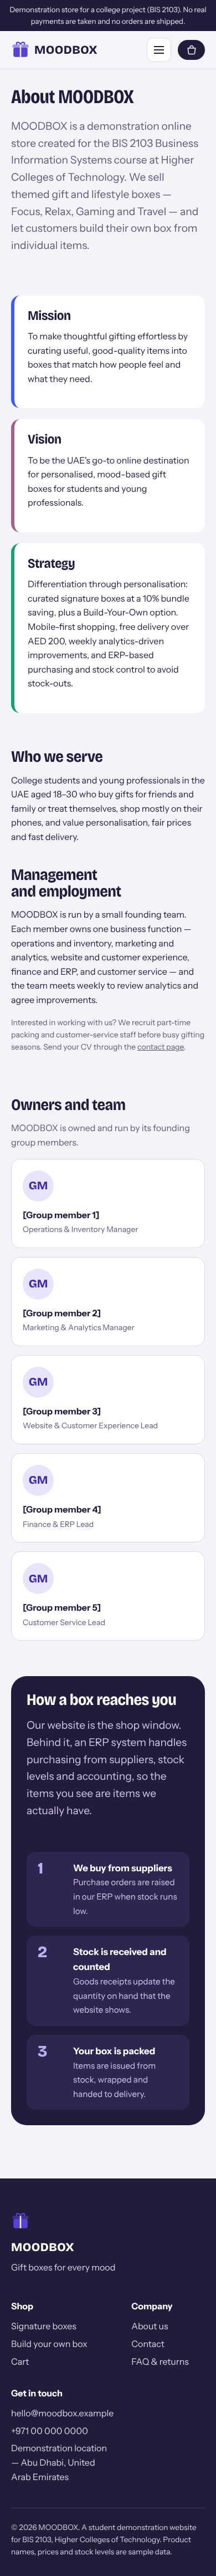 Demonstration store for a college project (BIS 2103). No real
payments are taken and no orders are shipped.
MOODBOX
About MOODBOX
MOODBOX is a demonstration online
store created for the BIS 2103 Business
Information Systems course at Higher
Colleges of Technology. We sell
themed gift and lifestyle boxes —
Focus, Relax, Gaming and Travel — and
let customers build their own box from
individual items.
Mission
To make thoughtful gifting effortless by
curating useful, good-quality items into
boxes that match how people feel and
what they need.
Vision
To be the UAE's go-to online destination
for personalised, mood-based gift
boxes for students and young
professionals.
Strategy
Differentiation through personalisation:
curated signature boxes at a 10% bundle
saving, plus a Build-Your-Own option.
Mobile-first shopping, free delivery over
AED 200, weekly analytics-driven
improvements, and ERP-based
purchasing and stock control to avoid
stock-outs.
Who we serve
College students and young professionals in the
UAE aged 18–30 who buy gifts for friends and
family or treat themselves, shop mostly on their
phones, and value personalisation, fair prices
and fast delivery.
Management
and employment
MOODBOX is run by a small founding team.
Each member owns one business function —
operations and inventory, marketing and
analytics, website and customer experience,
finance and ERP, and customer service — and
the team meets weekly to review analytics and
agree improvements.
Interested in working with us? We recruit part-time
packing and customer-service staff before busy gifting
seasons. Send your CV through the contact page.
Owners and team
MOODBOX is owned and run by its founding
group members.
GM
[Group member 1]
Operations & Inventory Manager
GM
[Group member 2]
Marketing & Analytics Manager
GM
[Group member 3]
Website & Customer Experience Lead
GM
[Group member 4]
Finance & ERP Lead
GM
[Group member 5]
Customer Service Lead
How a box reaches you
Our website is the shop window.
Behind it, an ERP system handles
purchasing from suppliers, stock
levels and accounting, so the
items you see are items we
actually have.
1
We buy from suppliers
Purchase orders are raised
in our ERP when stock runs
low.
2
Stock is received and
counted
Goods receipts update the
quantity on hand that the
website shows.
3
Your box is packed
Items are issued from
stock, wrapped and
handed to delivery.
MOODBOX
Gift boxes for every mood
Shop
Signature boxes
Build your own box
Cart
Company
About us
Contact
FAQ & returns
Get in touch
hello@moodbox.example
+971 00 000 0000
Demonstration location
— Abu Dhabi, United
Arab Emirates
© 2026 MOODBOX. A student demonstration website
for BIS 2103, Higher Colleges of Technology. Product
names, prices and stock levels are sample data.